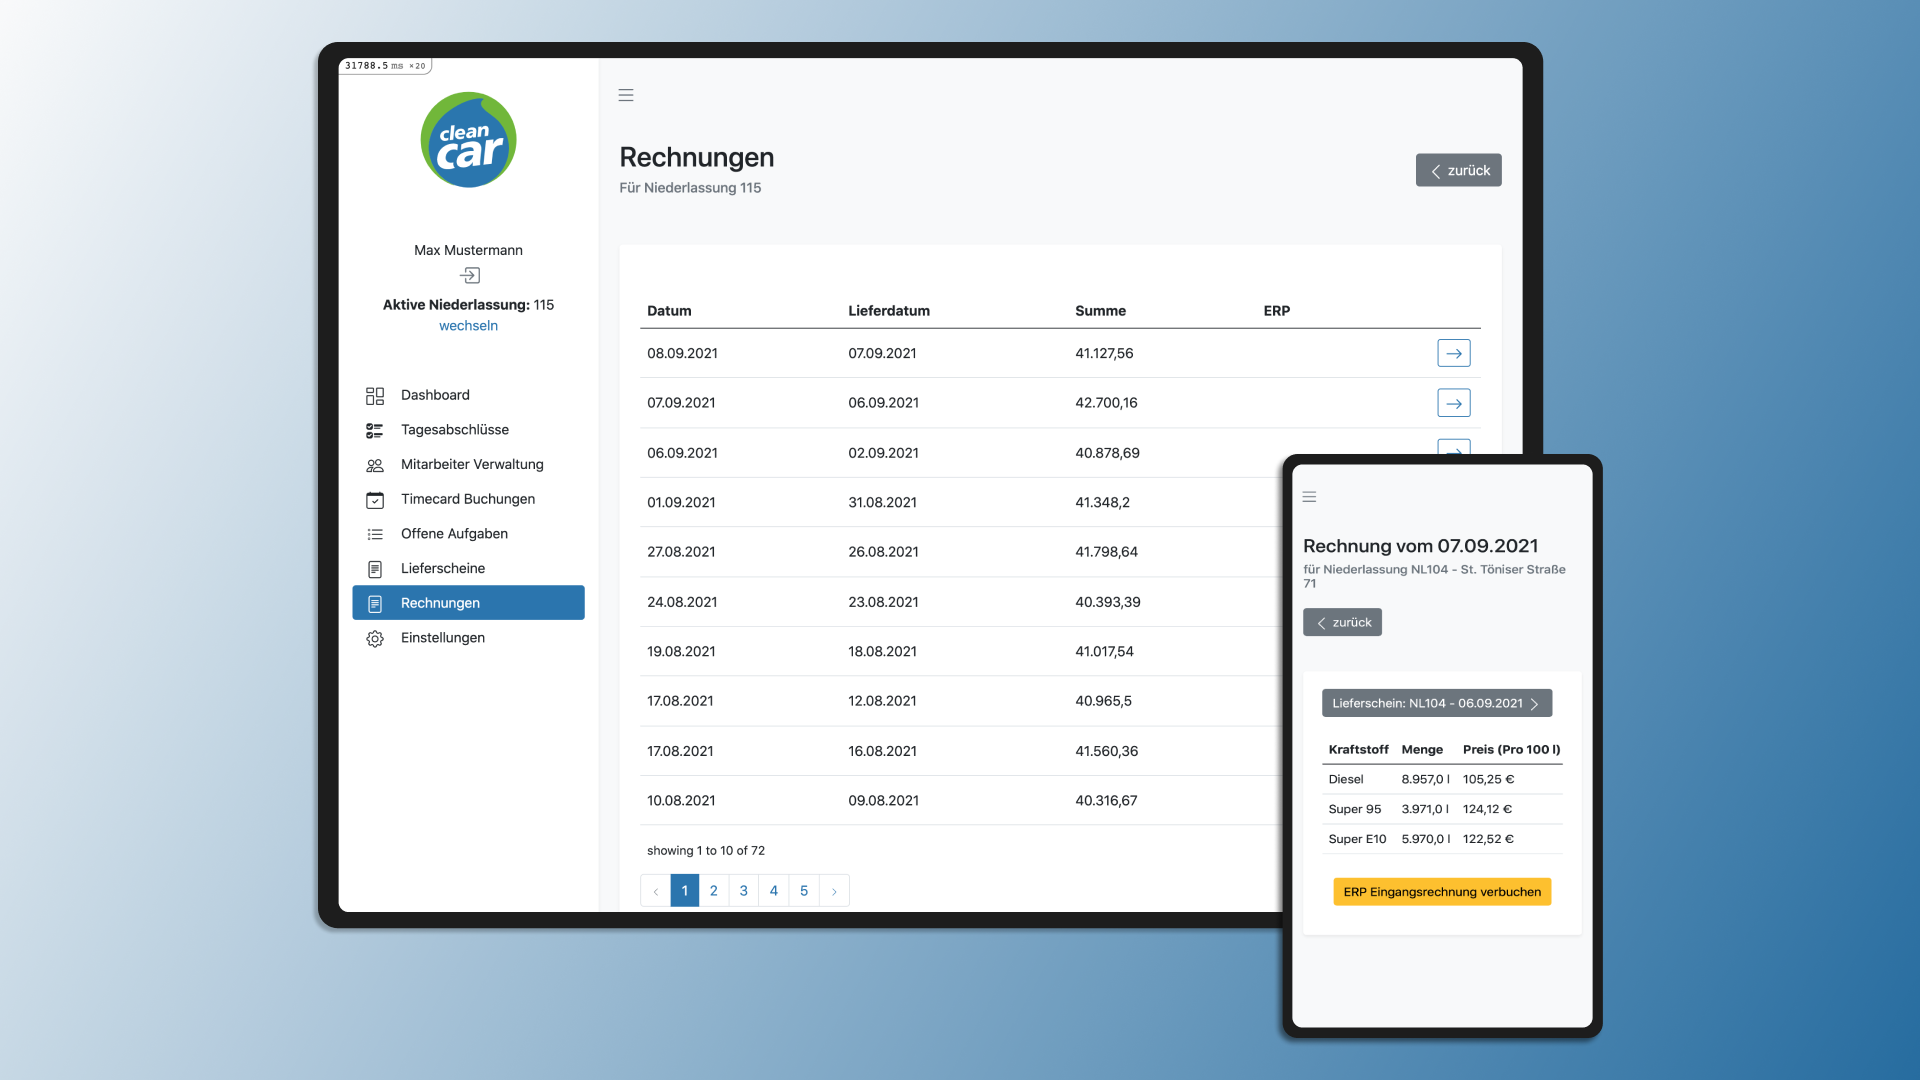 31788.5 ms ×20
clean
car
Max Mustermann
Aktive Niederlassung: 115
wechseln
Dashboard
Tagesabschlüsse
Mitarbeiter Verwaltung
Timecard Buchungen
Offene Aufgaben
Lieferscheine
Rechnungen
Einstellungen
Rechnungen
Für Niederlassung 115
zurück
Datum Lieferdatum Summe ERP
08.09.2021 07.09.2021 41.127,56
07.09.2021 06.09.2021 42.700,16
06.09.2021 02.09.2021 40.878,69
01.09.2021 31.08.2021 41.348,2
27.08.2021 26.08.2021 41.798,64
24.08.2021 23.08.2021 40.393,39
19.08.2021 18.08.2021 41.017,54
17.08.2021 12.08.2021 40.965,5
17.08.2021 16.08.2021 41.560,36
10.08.2021 09.08.2021 40.316,67
showing 1 to 10 of 72
‹ 1 2 3 4 5 ›
Rechnung vom 07.09.2021
für Niederlassung NL104 - St. Töniser Straße
71
zurück
Lieferschein: NL104 - 06.09.2021
Kraftstoff Menge Preis (Pro 100 l)
Diesel 8.957,0 l 105,25 €
Super 95 3.971,0 l 124,12 €
Super E10 5.970,0 l 122,52 €
ERP Eingangsrechnung verbuchen